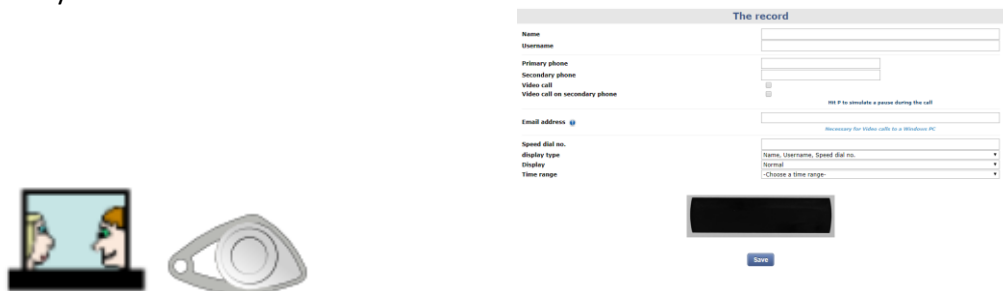 The record
Name
Username
Primary phone
Secondary phone
Video call
Video call on secondary phone
Hit P to simulate a pause during the call
Email address
Necessary for Video calls to a Windows PC
Speed dial no.
display type Name, Username, Speed dial no.
Display Normal
Time range -Choose a time range-
Save